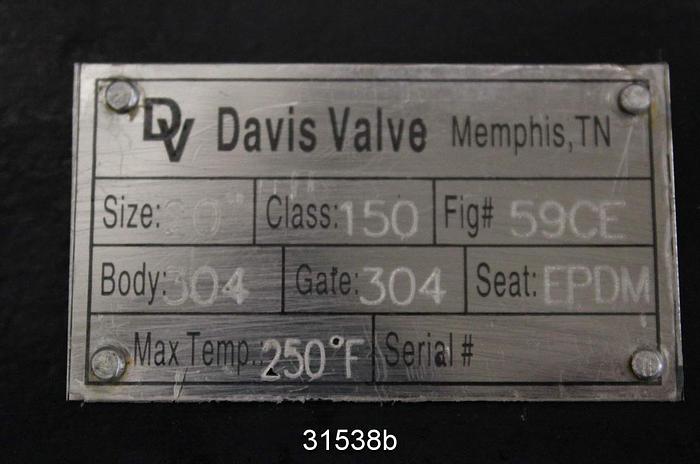 DV Davis Valve Memphis, TN
Size: 20" Class: 150 Fig# 59CE
Body: 304 Gate: 304 Seat: EPDM
Max Temp.: 250°F Serial #
31538b